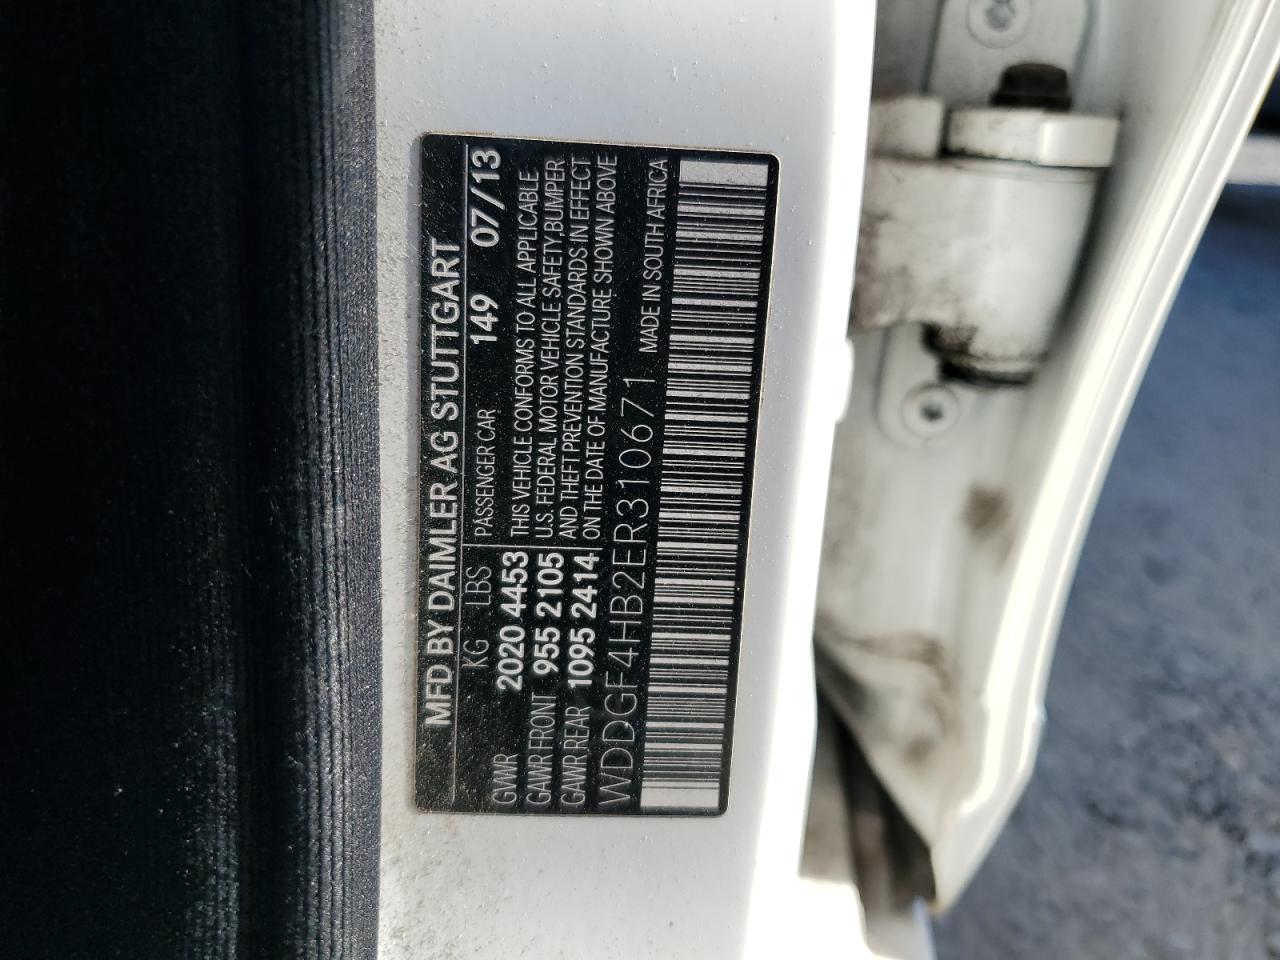 MFD BY DAIMLER AG STUTTGART
KG LBS PASSENGER CAR 149 07/13
GVWR 2020 4453 THIS VEHICLE CONFORMS TO ALL APPLICABLE
GAWR FRONT 955 2105 U.S. FEDERAL MOTOR VEHICLE SAFETY,BUMPER
GAWR REAR 1095 2414 AND THEFT PREVENTION STANDARDS IN EFFECT
ON THE DATE OF MANUFACTURE SHOWN ABOVE
WDDGF4HB2ER310671 MADE IN SOUTH AFRICA